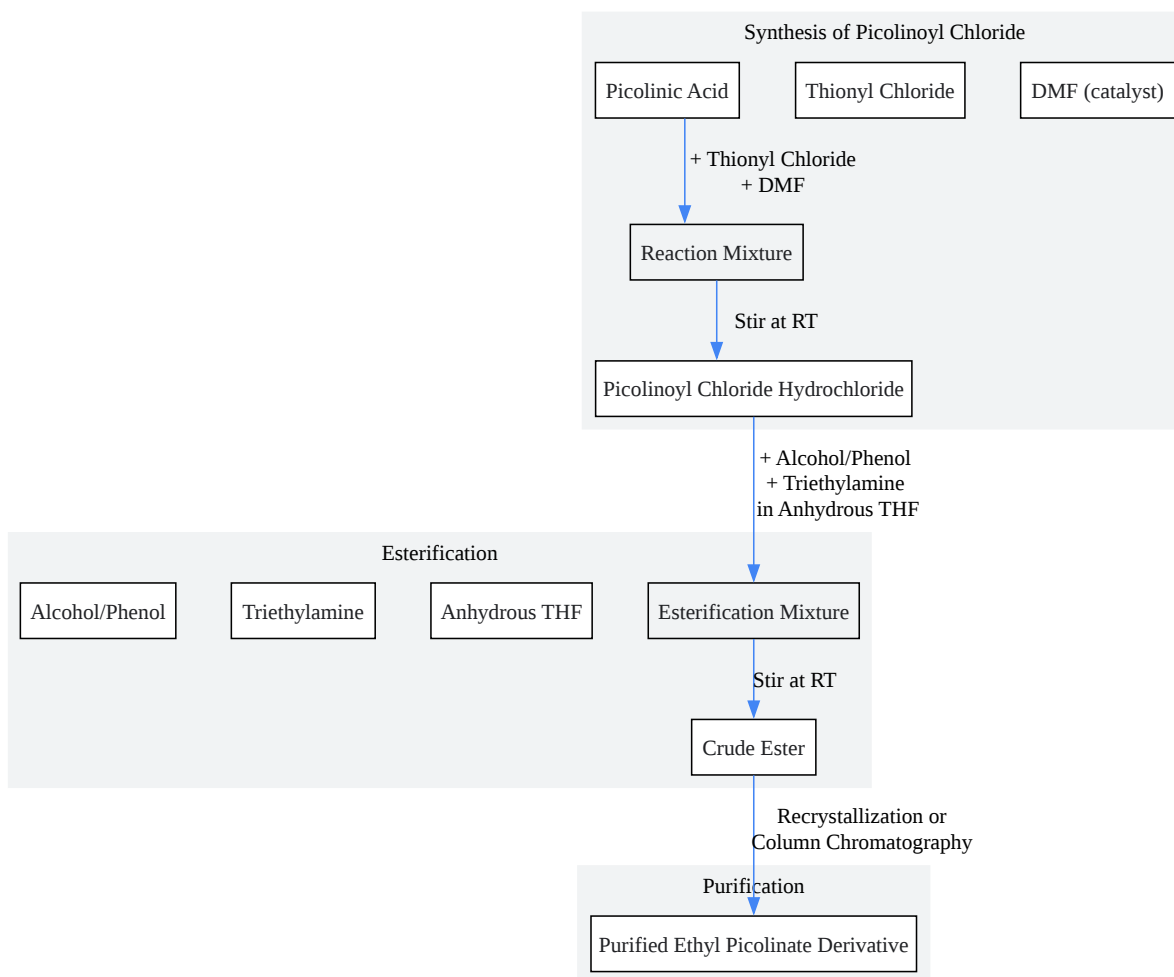 Synthesis of Picolinoyl Chloride
Picolinic Acid
Thionyl Chloride
DMF (catalyst)
+ Thionyl Chloride
+ DMF
Reaction Mixture
Stir at RT
Picolinoyl Chloride Hydrochloride
+ Alcohol/Phenol
+ Triethylamine
in Anhydrous THF
Esterification
Alcohol/Phenol
Triethylamine
Anhydrous THF
Esterification Mixture
Stir at RT
Crude Ester
Recrystallization or
Column Chromatography
Purification
Purified Ethyl Picolinate Derivative